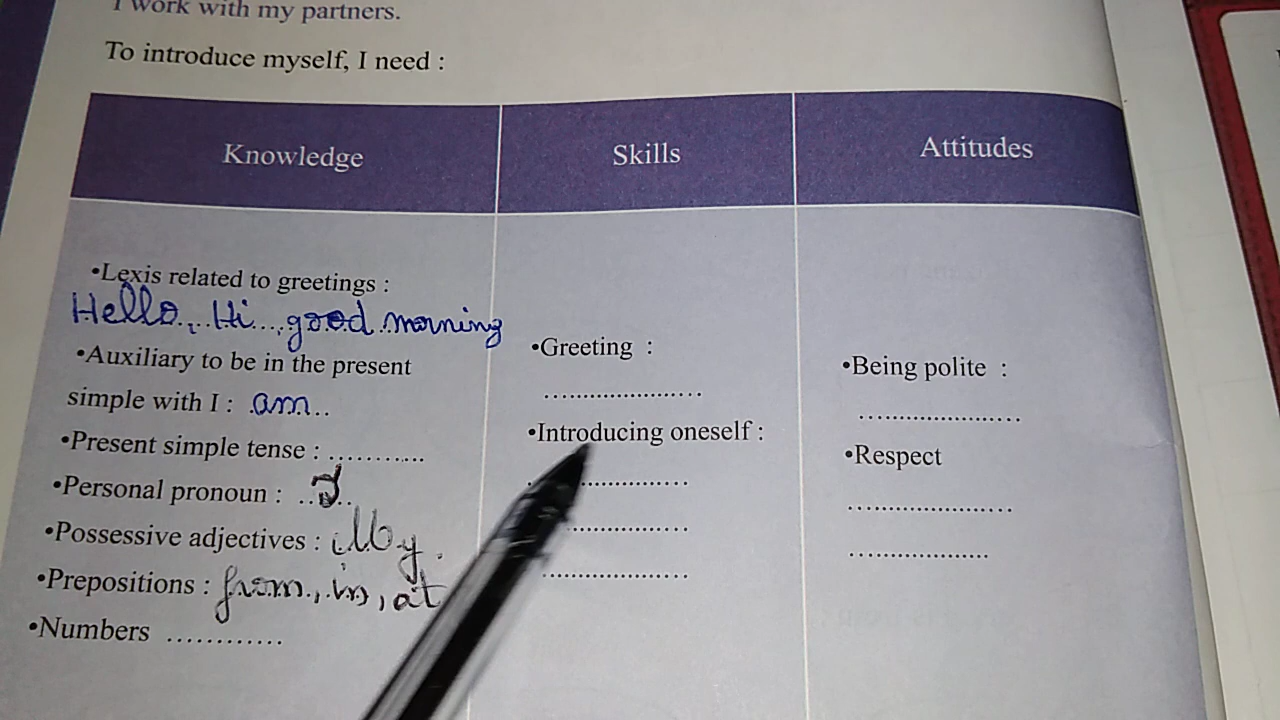 I work with my partners.
To introduce myself, I need :
Knowledge
•Lexis related to greetings :
Hello, Hi, good morning
•Auxiliary to be in the present
simple with I : am
•Present simple tense : ...........
•Personal pronoun : I
•Possessive adjectives : My.
•Prepositions : from, in, at
•Numbers ............
Skills
•Greeting :
......................
•Introducing oneself :
......................
......................
......................
Attitudes
•Being polite :
......................
•Respect
......................
...................